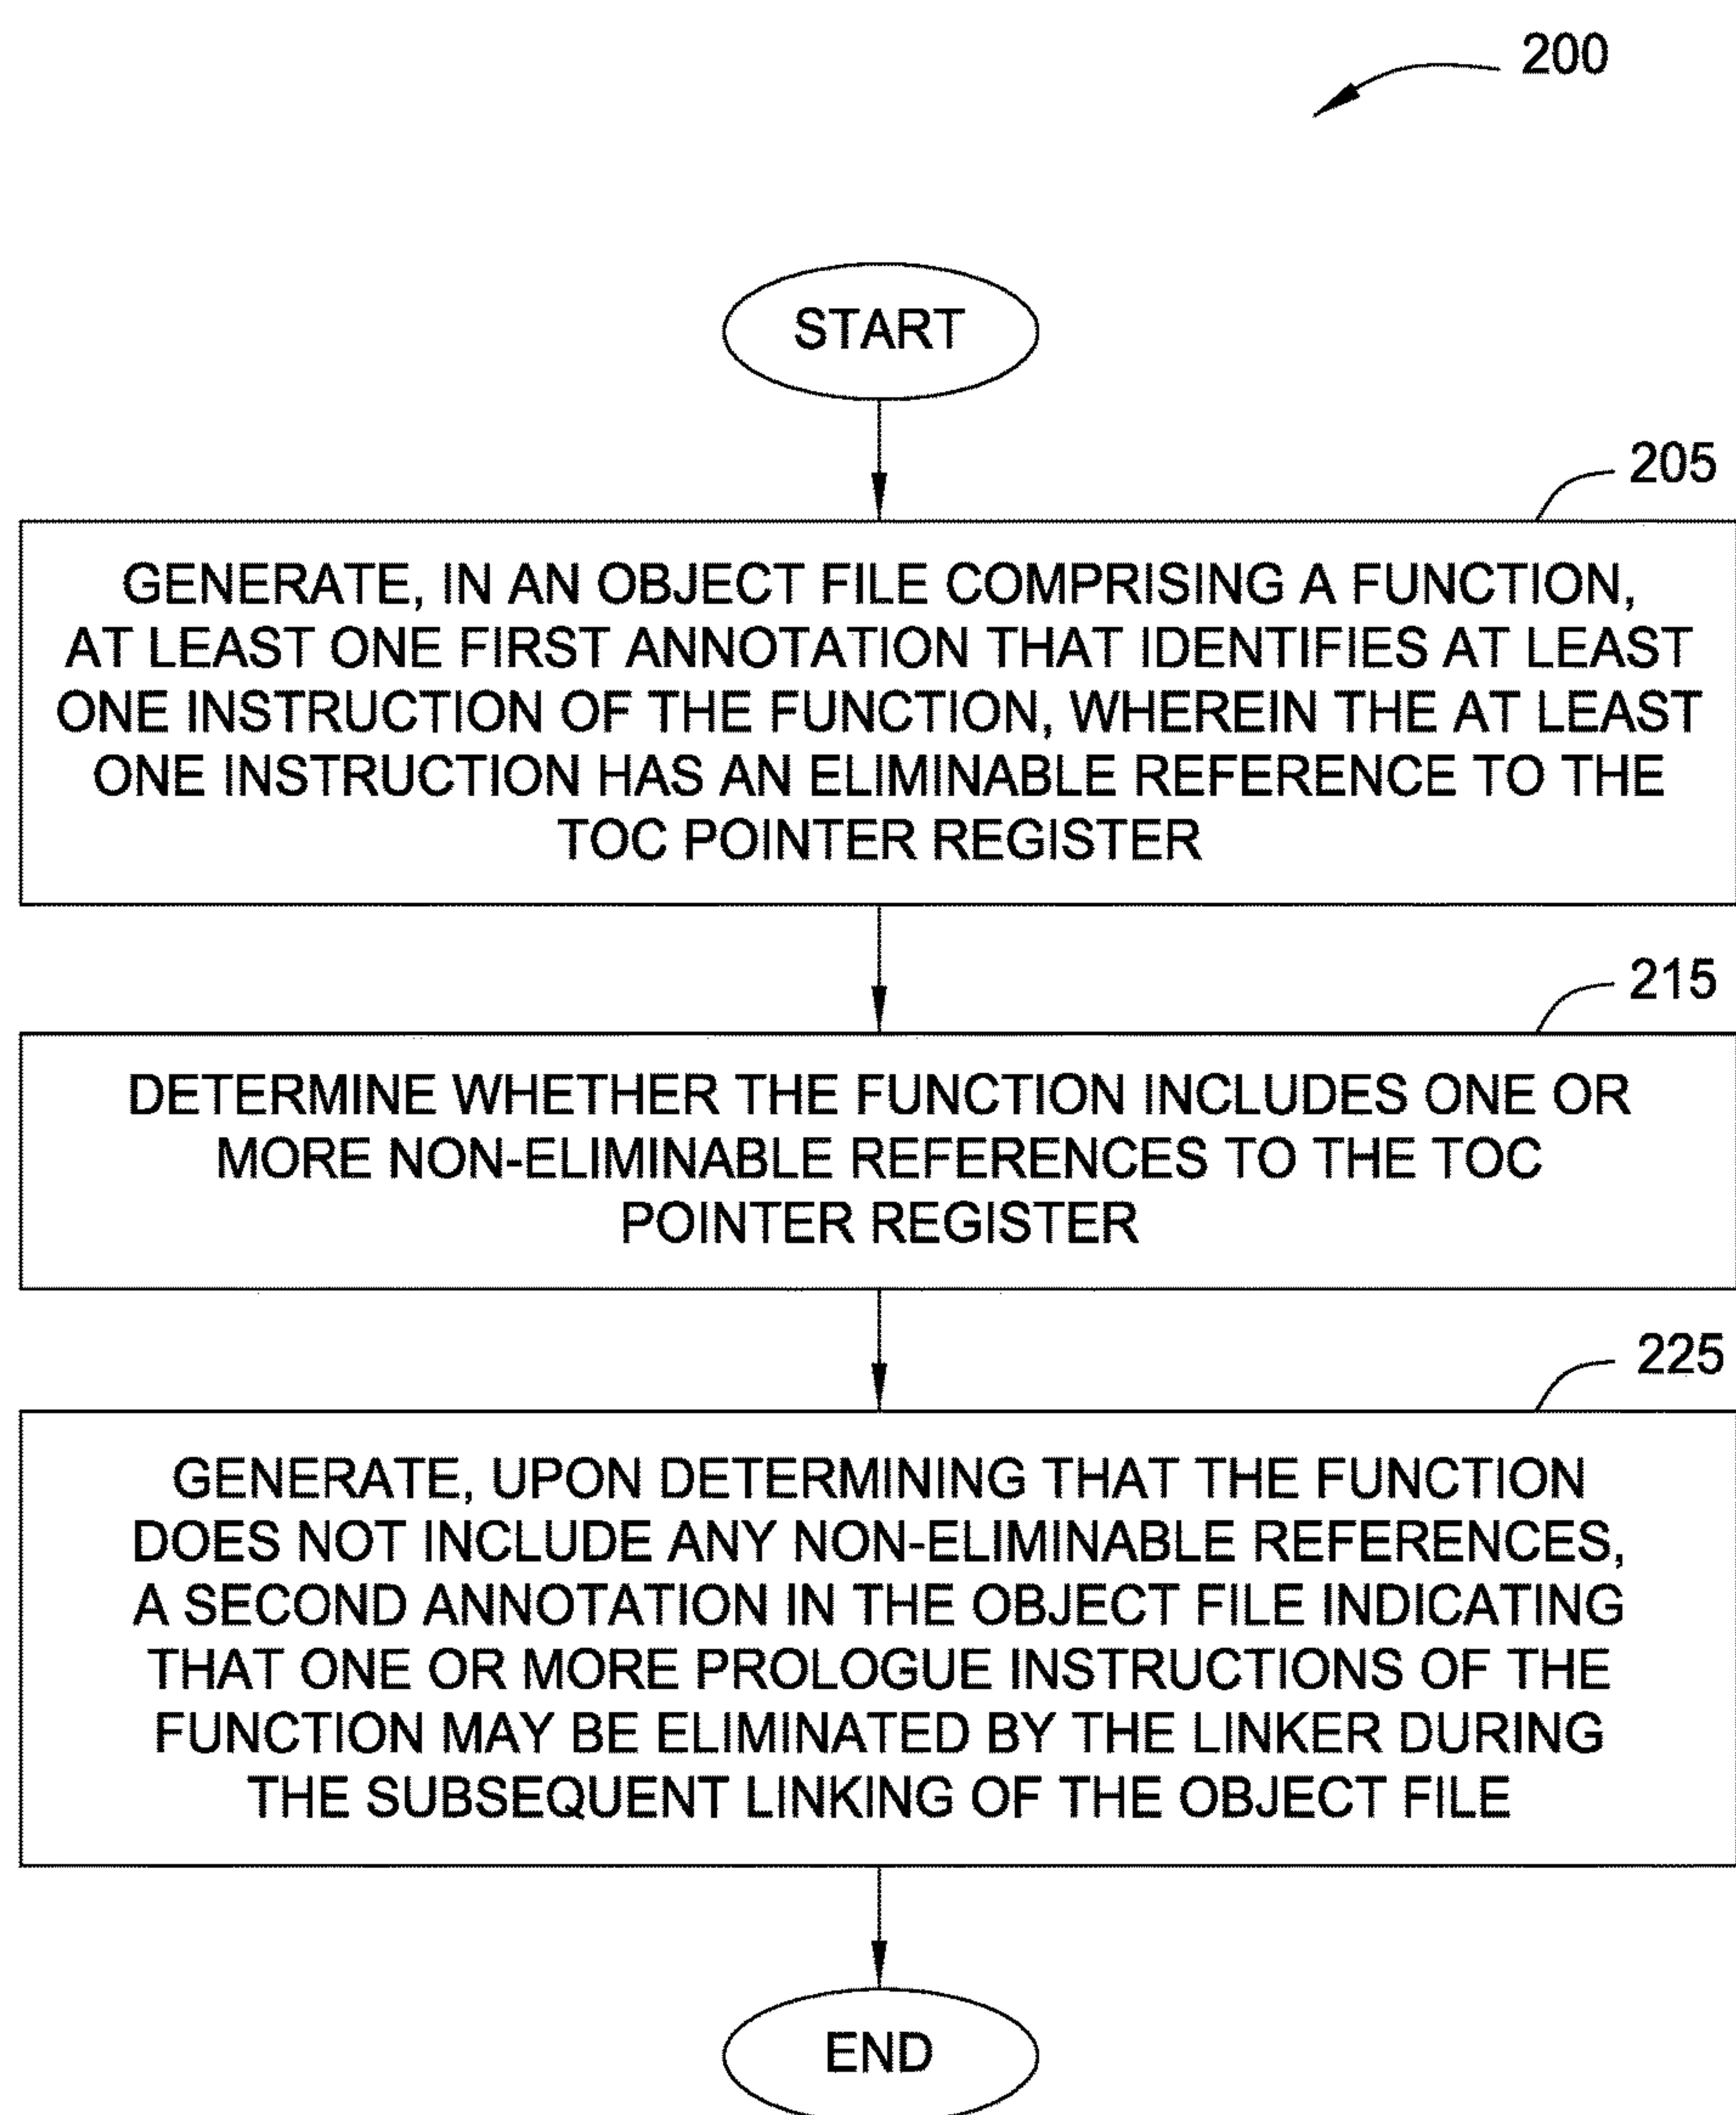 200
START
205
GENERATE, IN AN OBJECT FILE COMPRISING A FUNCTION,
AT LEAST ONE FIRST ANNOTATION THAT IDENTIFIES AT LEAST
ONE INSTRUCTION OF THE FUNCTION, WHEREIN THE AT LEAST
ONE INSTRUCTION HAS AN ELIMINABLE REFERENCE TO THE
TOC POINTER REGISTER
215
DETERMINE WHETHER THE FUNCTION INCLUDES ONE OR
MORE NON-ELIMINABLE REFERENCES TO THE TOC
POINTER REGISTER
225
GENERATE, UPON DETERMINING THAT THE FUNCTION
DOES NOT INCLUDE ANY NON-ELIMINABLE REFERENCES,
A SECOND ANNOTATION IN THE OBJECT FILE INDICATING
THAT ONE OR MORE PROLOGUE INSTRUCTIONS OF THE
FUNCTION MAY BE ELIMINATED BY THE LINKER DURING
THE SUBSEQUENT LINKING OF THE OBJECT FILE
END